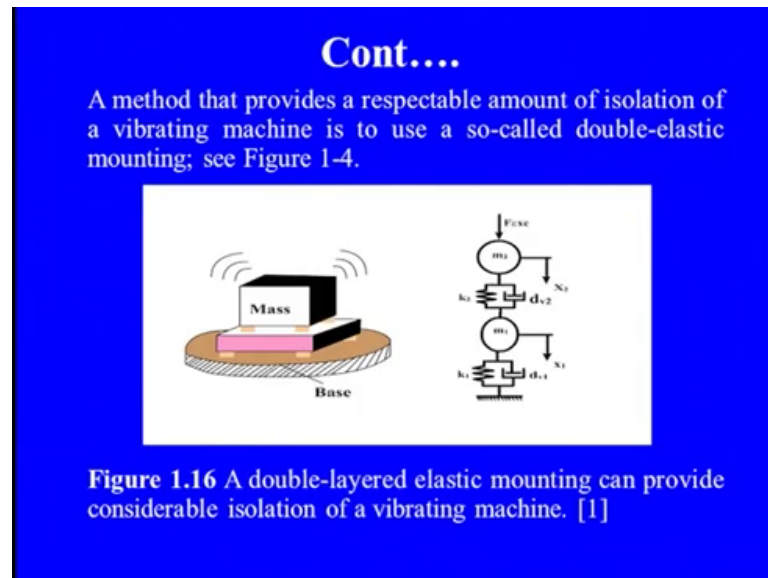 Cont....
A method that provides a respectable amount of isolation of
a vibrating machine is to use a so-called double-elastic
mounting; see Figure 1-4.
Fexc
m₂
X₂
k₂
dᵥ₂
Mass
m₁
X₁
k₁
dᵥ₁
Base
Figure 1.16 A double-layered elastic mounting can provide
considerable isolation of a vibrating machine. [1]